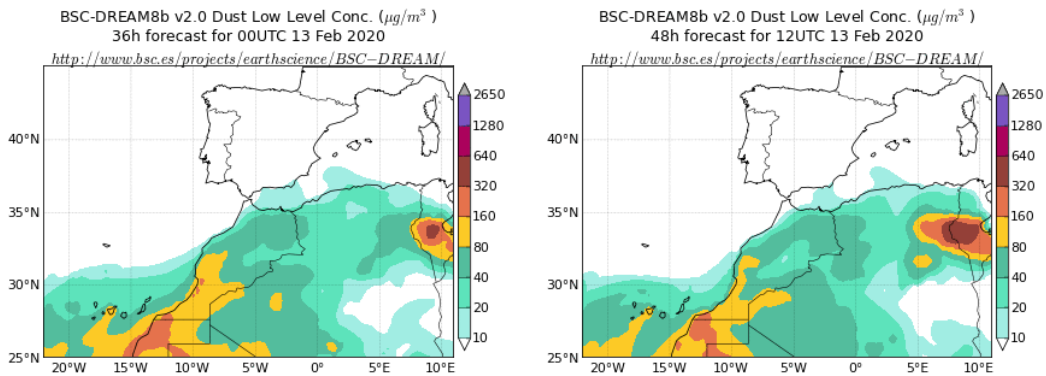 BSC-DREAM8b v2.0 Dust Low Level Conc. (μg/m³ )
36h forecast for 00UTC 13 Feb 2020
http://www.bsc.es/projects/earthscience/BSC−DREAM/
40°N
35°N
30°N
25°N
20°W
15°W
10°W
5°W
0°
5°E
10°E
2650
1280
640
320
160
80
40
20
10
BSC-DREAM8b v2.0 Dust Low Level Conc. (μg/m³ )
48h forecast for 12UTC 13 Feb 2020
http://www.bsc.es/projects/earthscience/BSC−DREAM/
40°N
35°N
30°N
25°N
20°W
15°W
10°W
5°W
0°
5°E
10°E
2650
1280
640
320
160
80
40
20
10